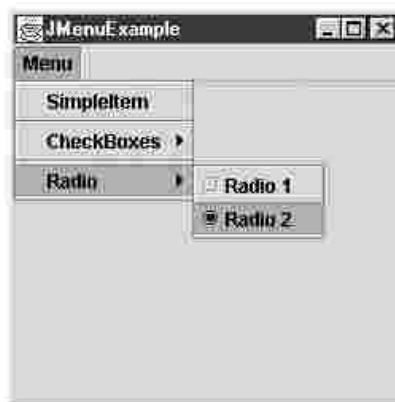 JMenuExample
Menu
SimpleItem
CheckBoxes
Radio
Radio 1
Radio 2